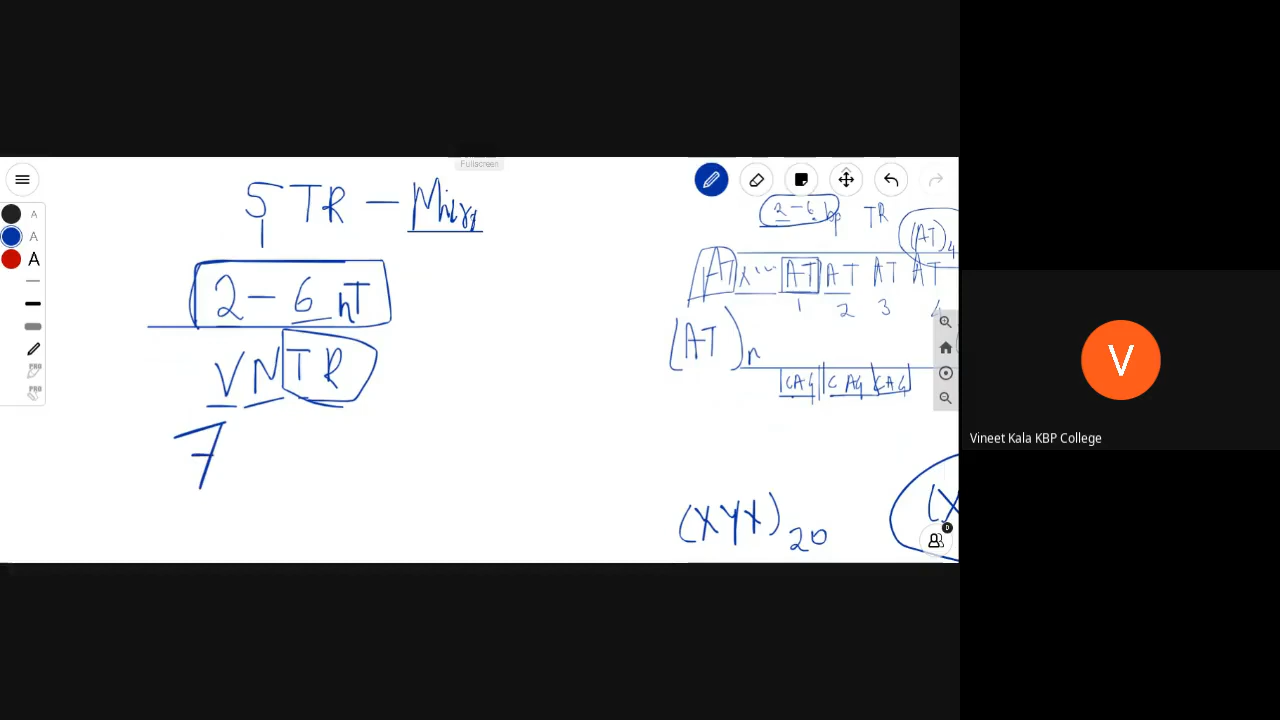 Fullscreen
A
A
A
STR –
2 – 6 nT
VNTR
7
2 – 6 bp TR
(AT)4
AT AT AT AT AT
1 2 3 4
(AT)n
CAG CAG CAG
(XYX)20
(X
V
Vineet Kala KBP College